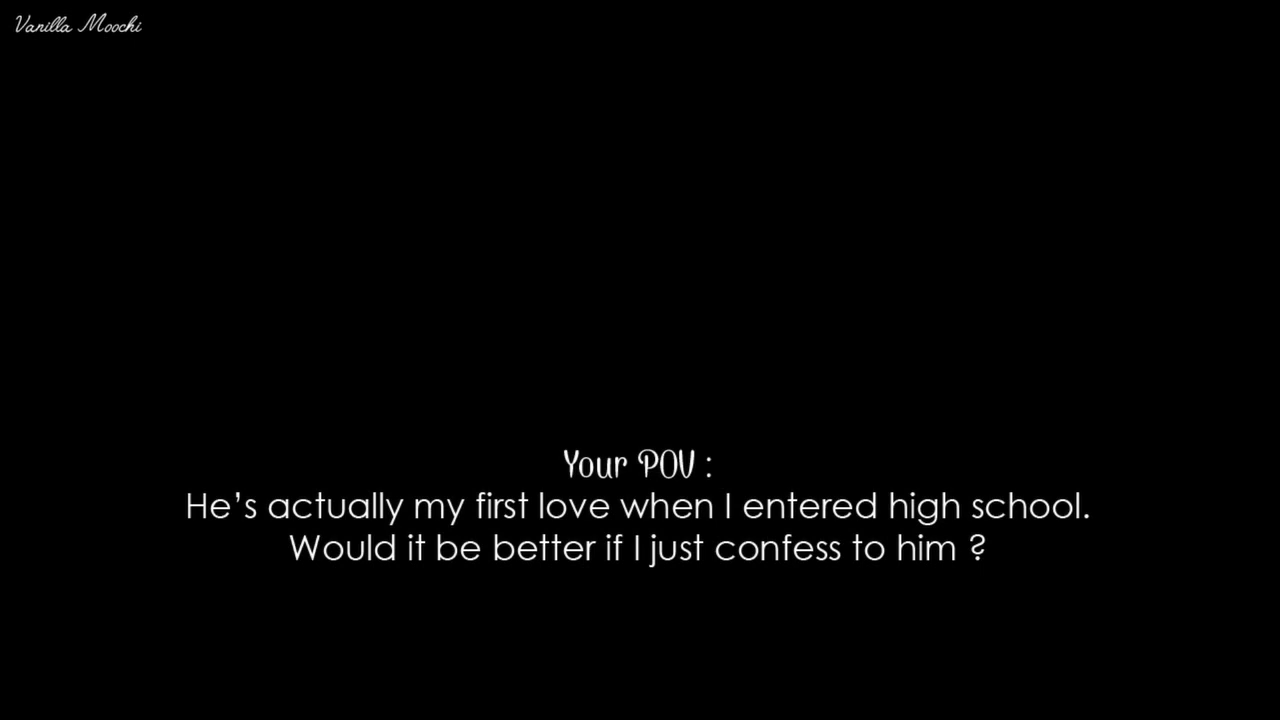 Vanilla Moochi
Your POV :
He’s actually my first love when I entered high school.
Would it be better if I just confess to him ?